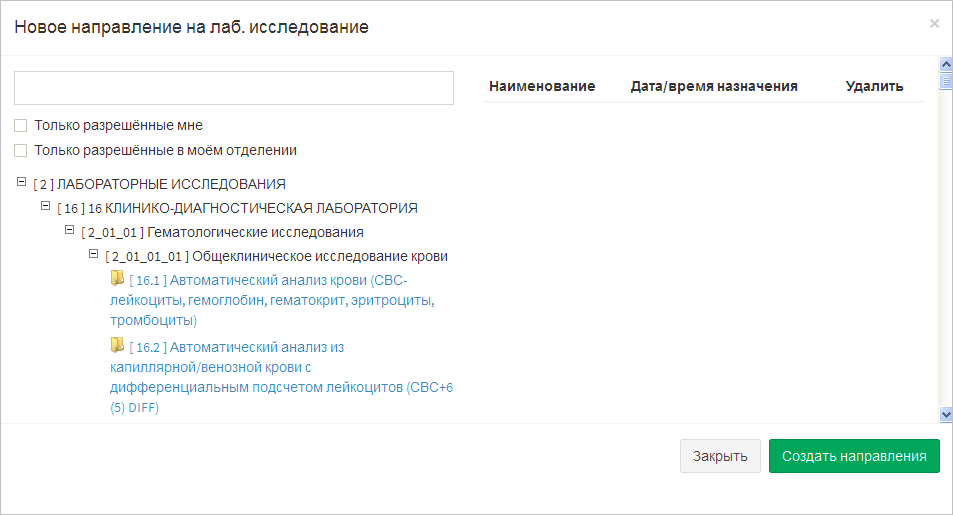 Новое направление на лаб. исследование
×
Наименование Дата/время назначения Удалить
Только разрешённые мне
Только разрешённые в моём отделении
[ 2 ] ЛАБОРАТОРНЫЕ ИССЛЕДОВАНИЯ
[ 16 ] 16 КЛИНИКО-ДИАГНОСТИЧЕСКАЯ ЛАБОРАТОРИЯ
[ 2_01_01 ] Гематологические исследования
[ 2_01_01_01 ] Общеклиническое исследование крови
[ 16.1 ] Автоматический анализ крови (СВС-
лейкоциты, гемоглобин, гематокрит, эритроциты,
тромбоциты)
[ 16.2 ] Автоматический анализ из
капиллярной/венозной крови с
дифференциальным подсчетом лейкоцитов (СВС+6
(5) DIFF)
Закрыть Создать направления